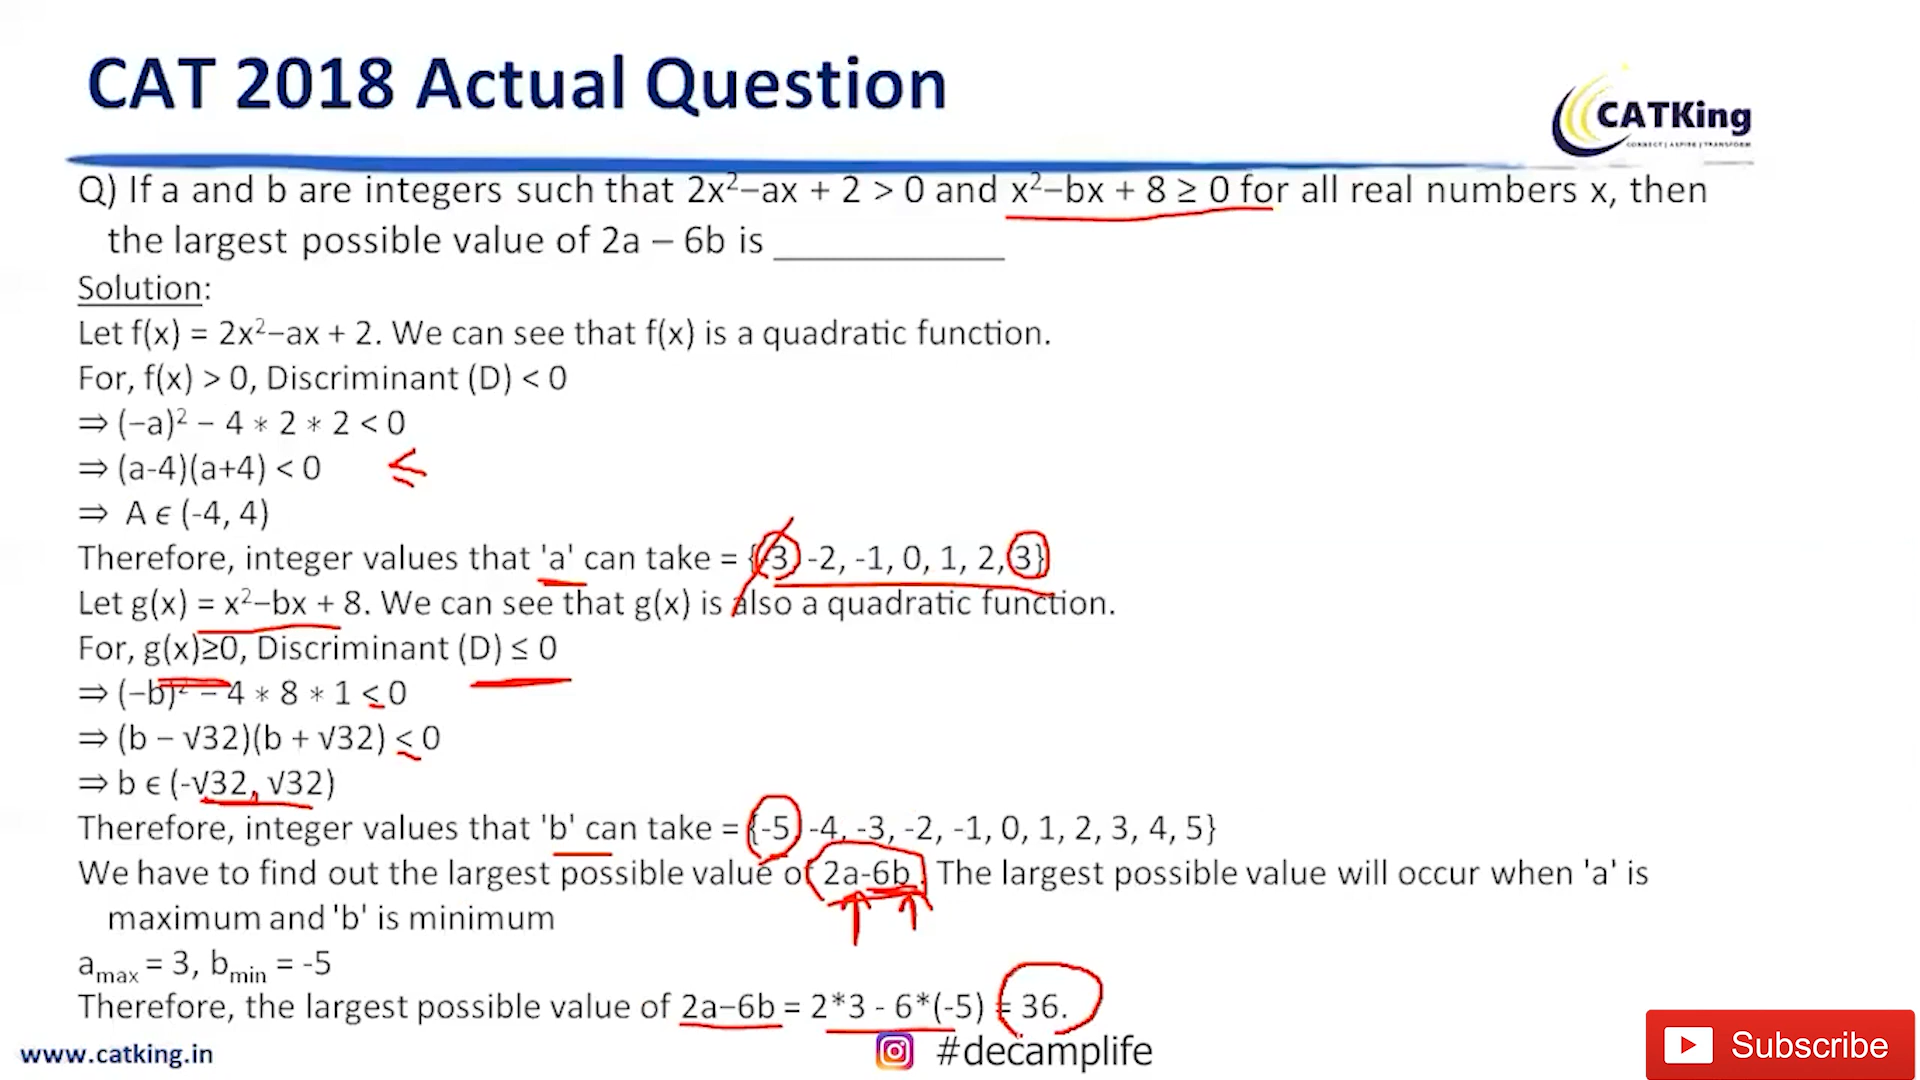 CAT 2018 Actual Question
CATKing
CONNECT | ASPIRE | TRANSFORM
Q) If a and b are integers such that 2x²−ax + 2 > 0 and x²−bx + 8 ≥ 0 for all real numbers x, then
the largest possible value of 2a − 6b is ____________
Solution:
Let f(x) = 2x²−ax + 2. We can see that f(x) is a quadratic function.
For, f(x) > 0, Discriminant (D) < 0
⇒ (−a)² − 4 * 2 * 2 < 0
⇒ (a-4)(a+4) < 0 ≤
⇒ A ϵ (-4, 4)
Therefore, integer values that 'a' can take = {-3, -2, -1, 0, 1, 2, 3}
Let g(x) = x²−bx + 8. We can see that g(x) is also a quadratic function.
For, g(x)≥0, Discriminant (D) ≤ 0
⇒ (−b)² − 4 * 8 * 1 ≤ 0
⇒ (b − √32)(b + √32) ≤ 0
⇒ b ϵ (-√32, √32)
Therefore, integer values that 'b' can take = {-5, -4, -3, -2, -1, 0, 1, 2, 3, 4, 5}
We have to find out the largest possible value of 2a-6b. The largest possible value will occur when 'a' is
maximum and 'b' is minimum
aₘₐₓ = 3, bₘᵢₙ = -5
Therefore, the largest possible value of 2a−6b = 2*3 - 6*(-5) = 36.
www.catking.in
#decamplife
Subscribe